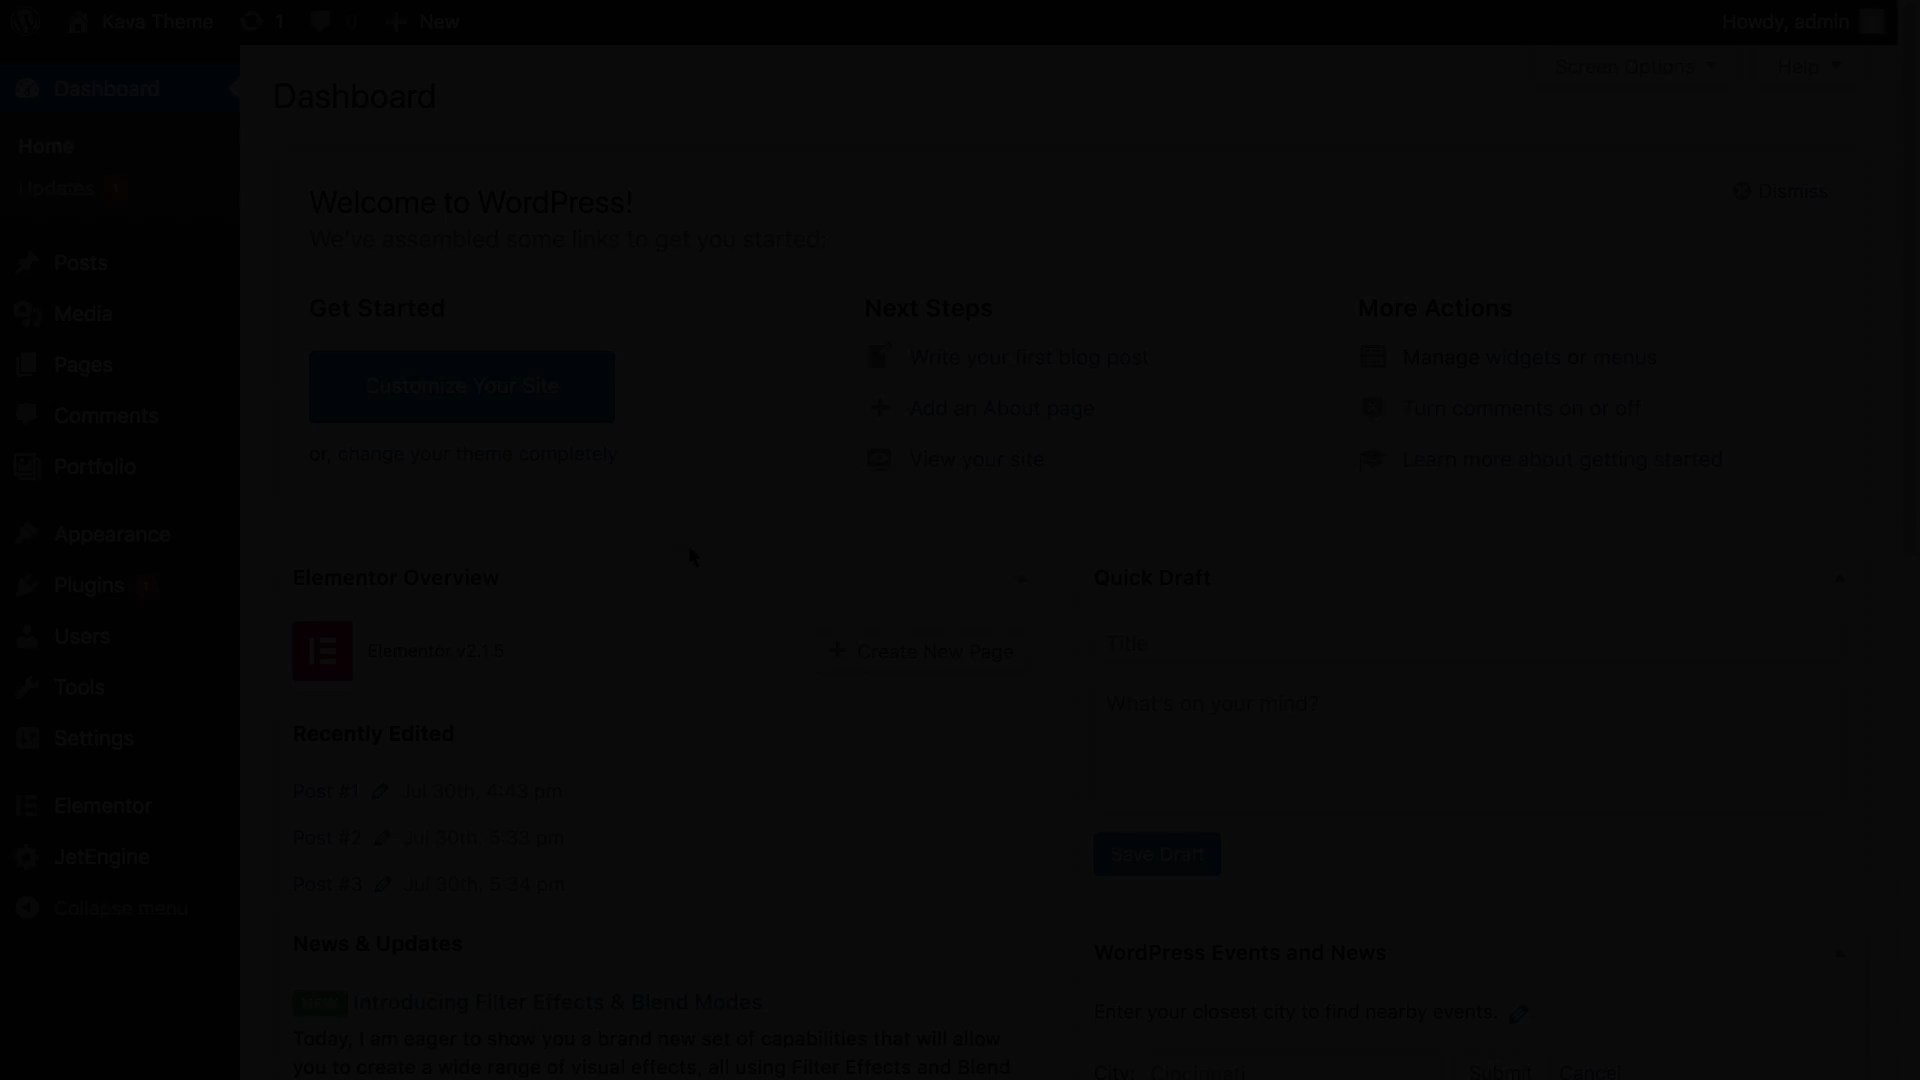 Kava Theme 1 0 + New Howdy, admin
Screen Options Help
Dashboard
Home
Updates 1
Posts
Media
Pages
Comments
Portfolio
Appearance
Plugins 1
Users
Tools
Settings
Elementor
JetEngine
Collapse menu
Dashboard
Welcome to WordPress!
Dismiss
We've assembled some links to get you started.
Get Started
Customize Your Site
or, change your theme completely
Next Steps
Write your first blog post
Add an About page
View your site
More Actions
Manage widgets or menus
Turn comments on or off
Learn more about getting started
Elementor Overview
Elementor v2.1.5
+ Create New Page
Recently Edited
Post #1 Jul 30th, 4:43 pm
Post #2 Jul 30th, 5:33 pm
Post #3 Jul 30th, 5:34 pm
News & Updates
Introducing Filter Effects & Blend Modes
Today, I am eager to show you a brand new set of capabilities that will allow
you to create a wide range of visual effects, all using Filter Effects and Blend
Quick Draft
Title
What's on your mind?
Save Draft
WordPress Events and News
Enter your closest city to find nearby events.
City: Cincinnati Submit Cancel